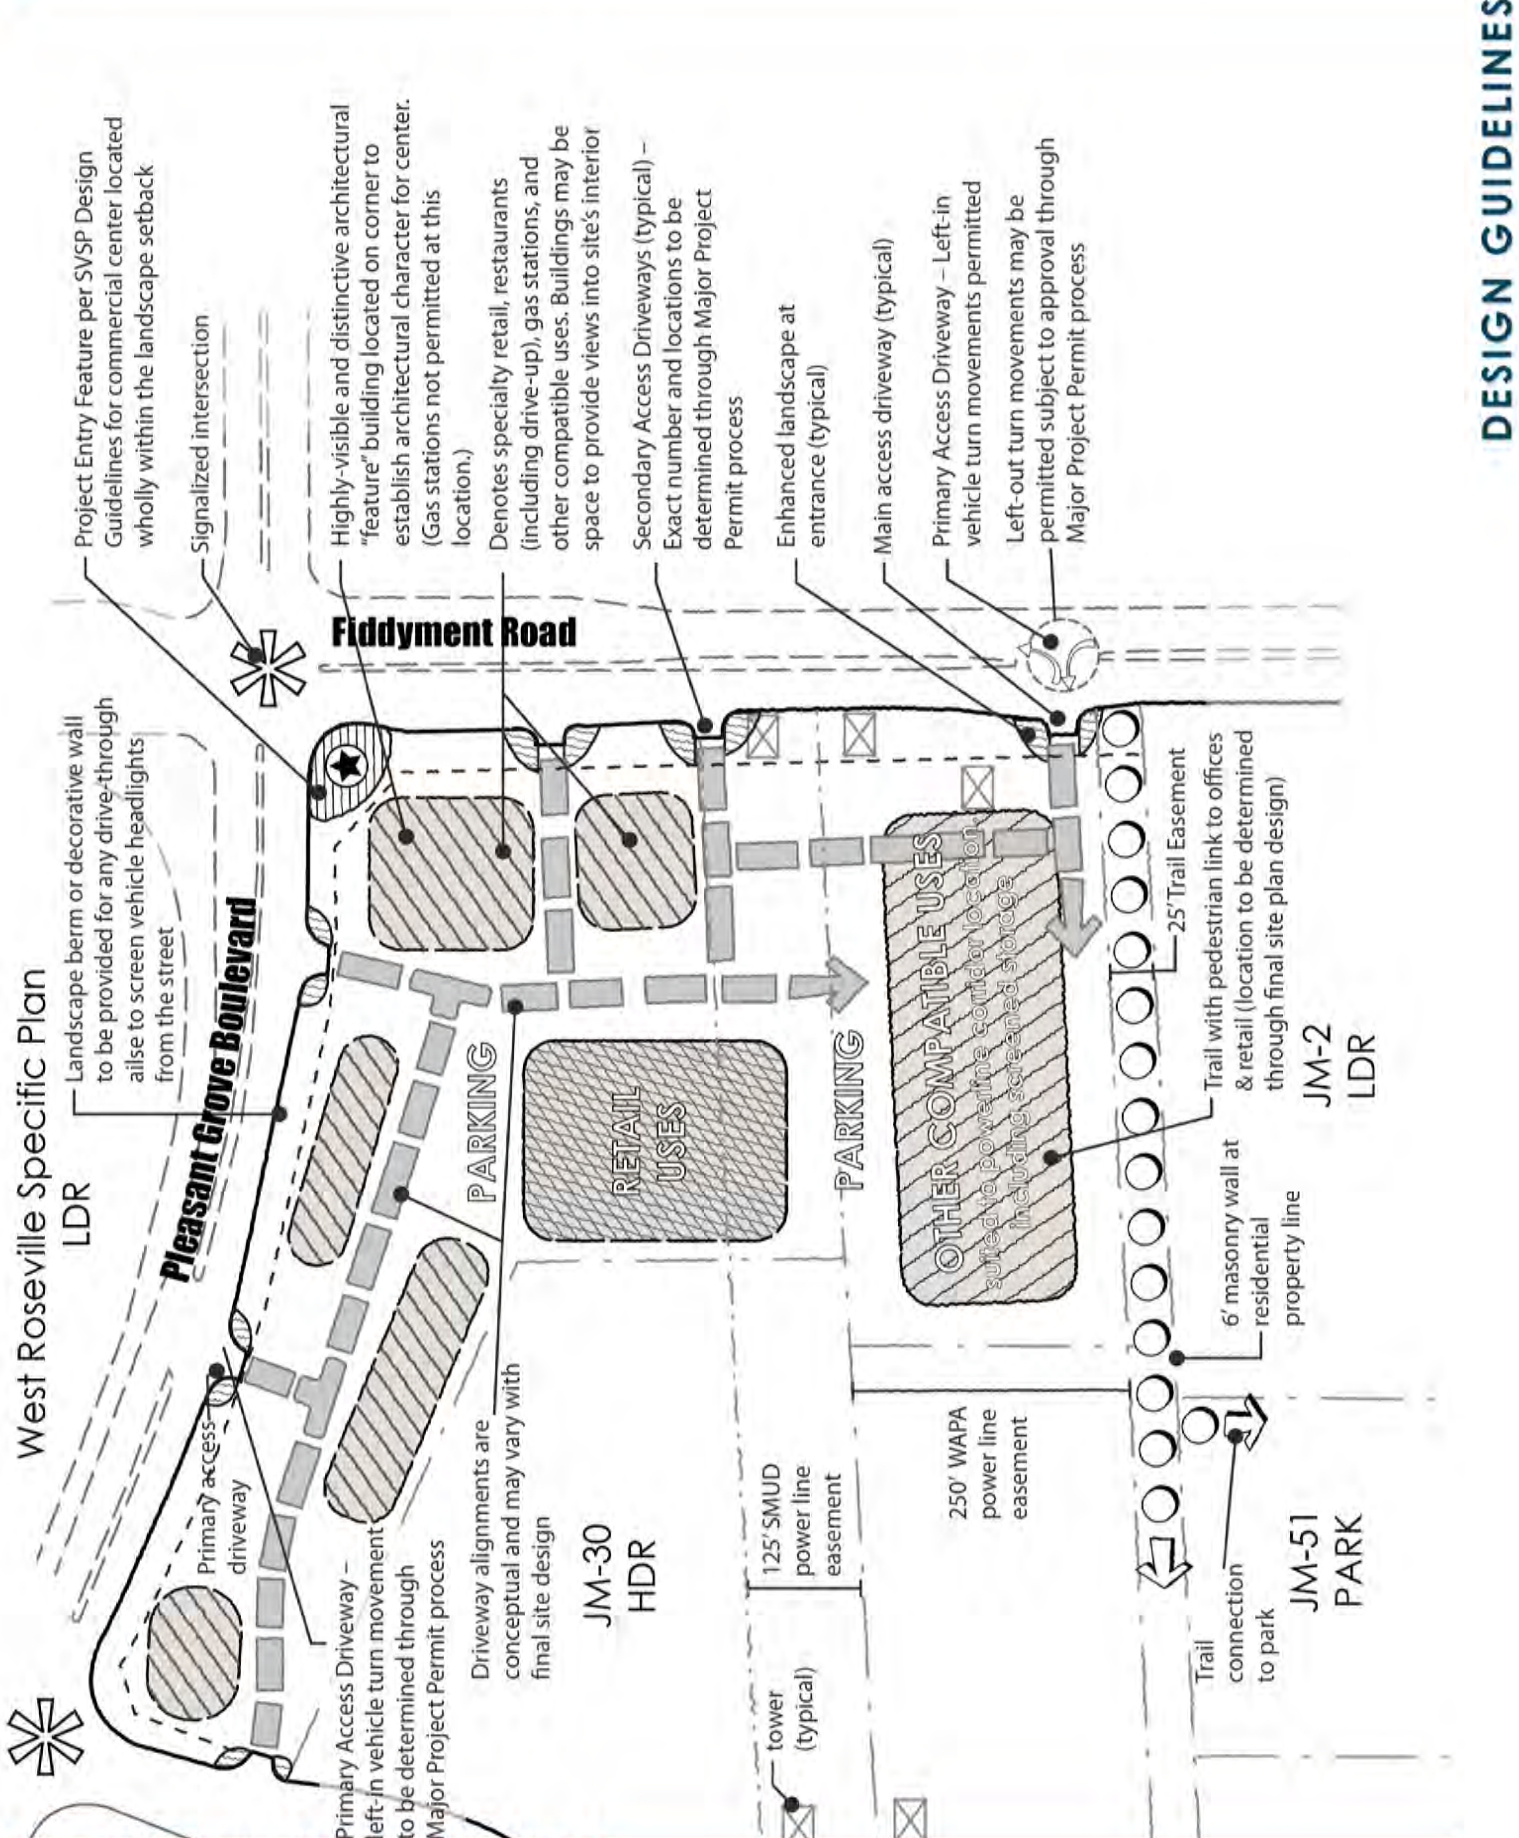 West Roseville Specific Plan
LDR
Landscape berm or decorative wall
to be provided for any drive-through
ailse to screen vehicle headlights
from the street
Project Entry Feature per SVSP Design
Guidelines for commercial center located
wholly within the landscape setback
Signalized intersection
Pleasant Grove Boulevard
Fiddyment Road
Highly-visible and distinctive architectural
"feature" building located on corner to
establish architectural character for center.
(Gas stations not permitted at this
location.)
Denotes specialty retail, restaurants
(including drive-up), gas stations, and
other compatible uses. Buildings may be
space to provide views into site's interior
Secondary Access Driveways (typical) –
Exact number and locations to be
determined through Major Project
Permit process
Enhanced landscape at
entrance (typical)
Main access driveway (typical)
Primary Access Driveway – Left-in
vehicle turn movements permitted
Left-out turn movements may be
permitted subject to approval through
Major Project Permit process
Primary access
driveway
Primary Access Driveway –
left-in vehicle turn movement
to be determined through
Major Project Permit process
Driveway alignments are
conceptual and may vary with
final site design
PARKING
RETAIL
USES
PARKING
OTHER COMPATIBLE USES
suited to powerline corridor location,
including screened storage
JM-30
HDR
125' SMUD
power line
easement
250' WAPA
power line
easement
tower
(typical)
25' Trail Easement
Trail with pedestrian link to offices
& retail (location to be determined
through final site plan design)
6' masonry wall at
residential
property line
JM-2
LDR
Trail
connection
to park
JM-51
PARK
DESIGN GUIDELINES